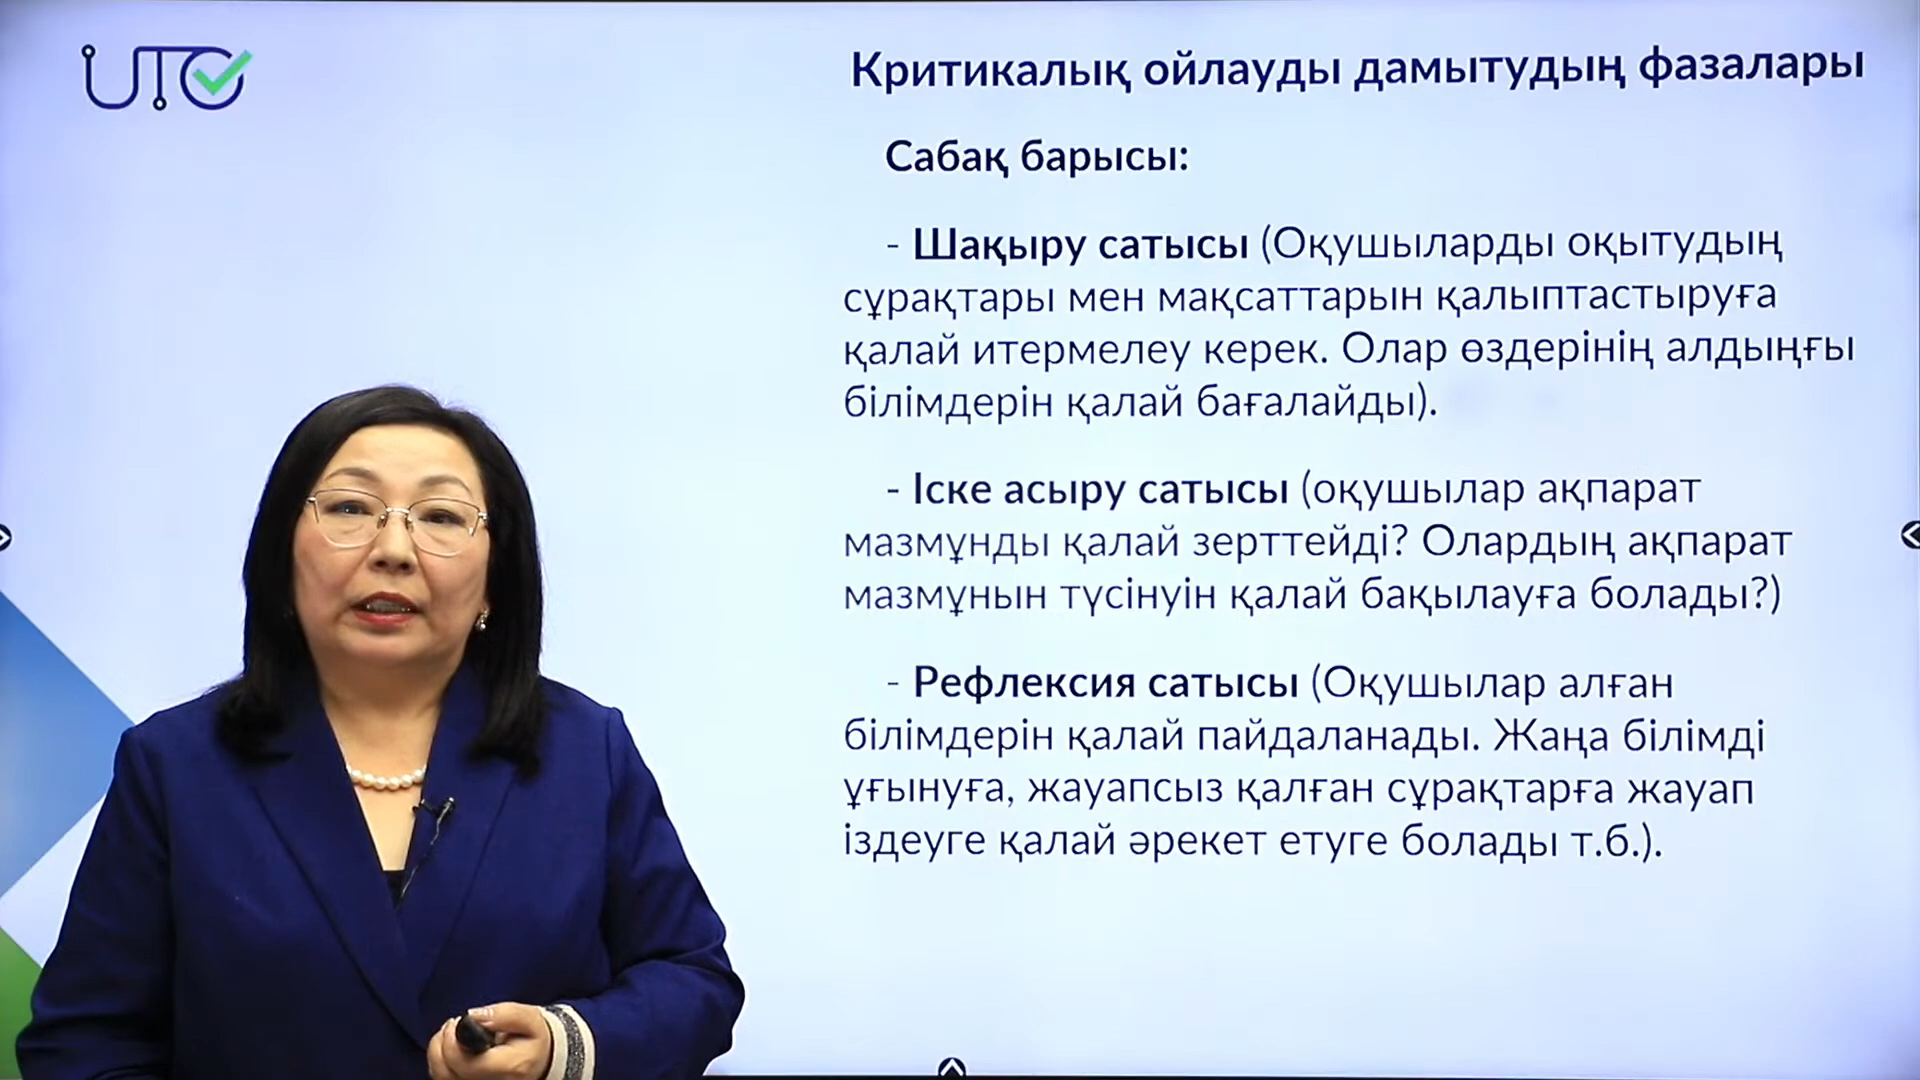 UTO
Критикалық ойлауды дамытудың фазалары
Сабақ барысы:
- Шақыру сатысы (Оқушыларды оқытудың
сұрақтары мен мақсаттарын қалыптастыруға
қалай итермелеу керек. Олар өздерінің алдыңғы
білімдерін қалай бағалайды).
- Іске асыру сатысы (оқушылар ақпарат
мазмұнды қалай зерттейді? Олардың ақпарат
мазмұнын түсінуін қалай бақылауға болады?)
- Рефлексия сатысы (Оқушылар алған
білімдерін қалай пайдаланады. Жаңа білімді
ұғынуға, жауапсыз қалған сұрақтарға жауап
іздеуге қалай әрекет етуге болады т.б.).